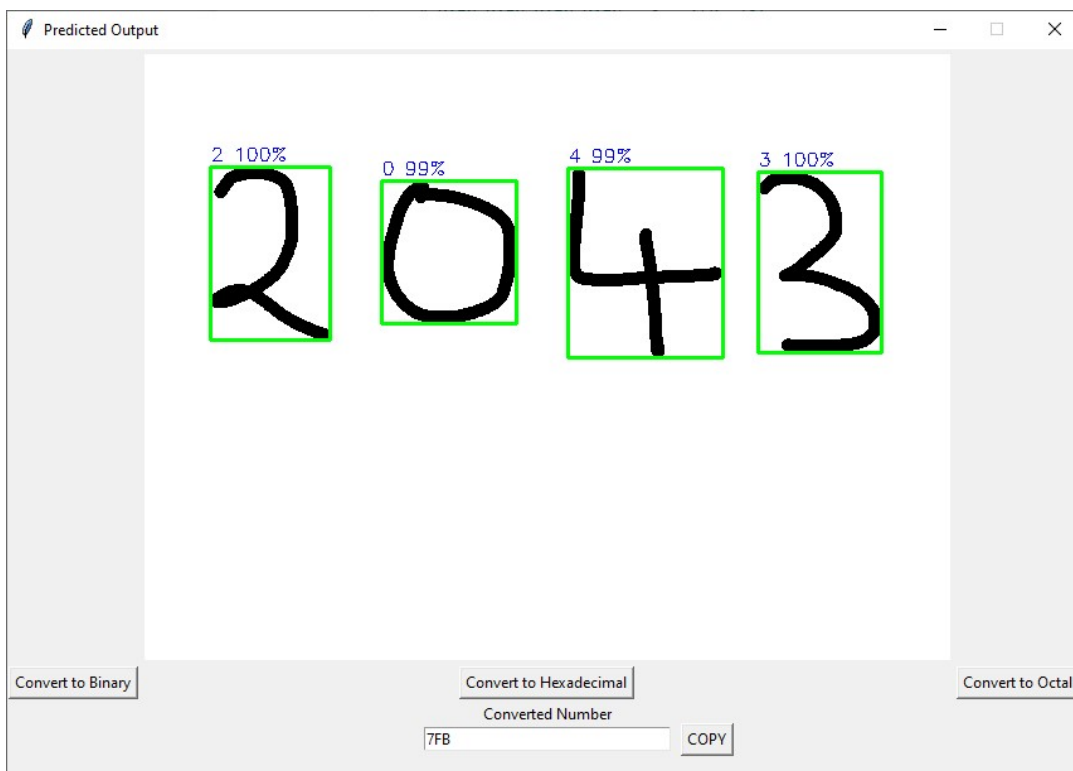 Predicted Output
2 100%
0 99%
4 99%
3 100%
2 0 4 3
Convert to Binary
Convert to Hexadecimal
Convert to Octal
Converted Number
7FB
COPY